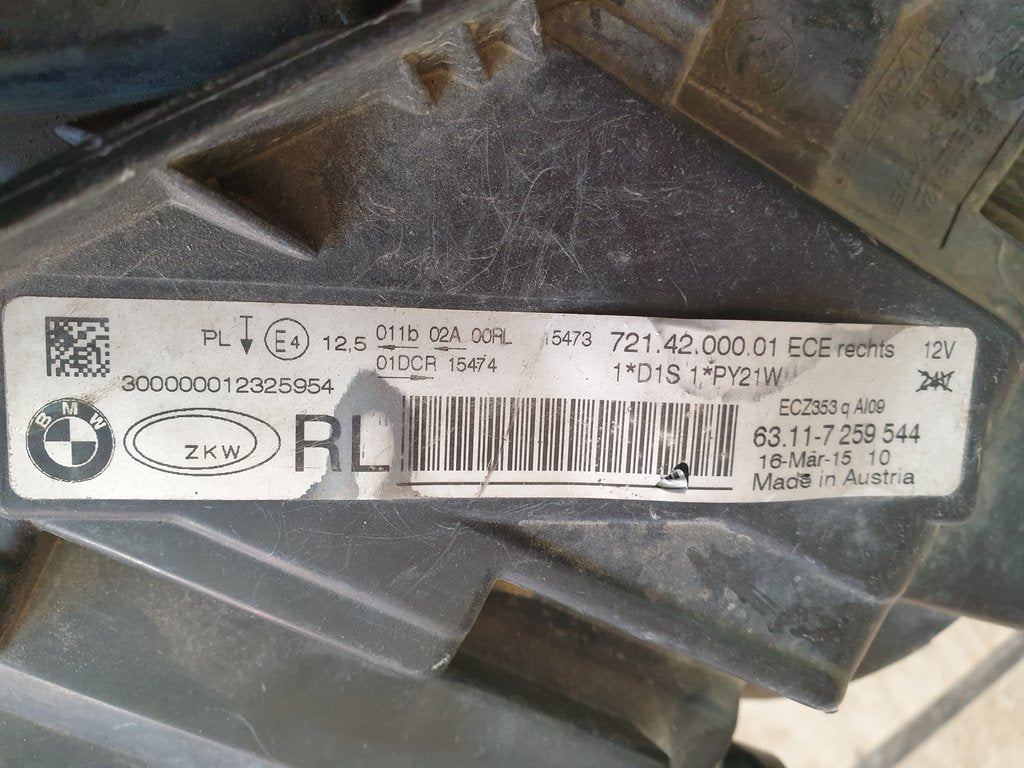 PL E4 12,5 011b 02A 00RL 15473 721.42.000.01 ECE rechts 12V
01DCR 15474 1*D1S 1*PY21W 24V
300000012325954
BMW ZKW RL
ECZ353 q A/09
63.11-7 259 544
16-Mär-15 10
Made in Austria